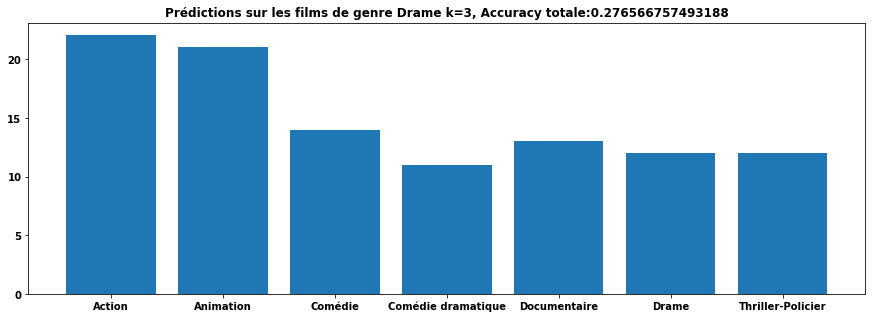 Prédictions sur les films de genre Drame k=3, Accuracy totale:0.276566757493188
20
15
10
5
0
Action Animation Comédie Comédie dramatique Documentaire Drame Thriller-Policier